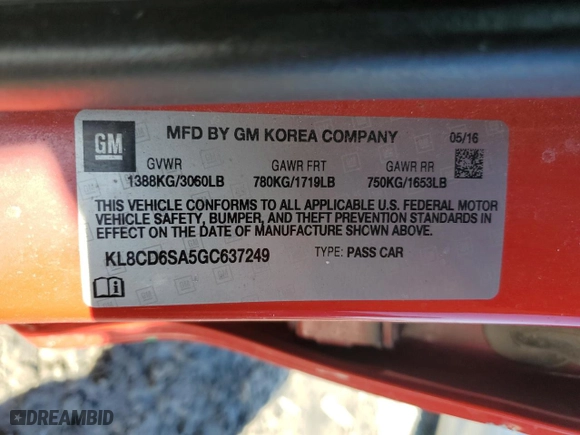 GM
MFD BY GM KOREA COMPANY
05/16
GVWR
GAWR FRT
GAWR RR
1388KG/3060LB
780KG/1719LB
750KG/1653LB
THIS VEHICLE CONFORMS TO ALL APPLICABLE U.S. FEDERAL MOTOR
VEHICLE SAFETY, BUMPER, AND THEFT PREVENTION STANDARDS IN
EFFECT ON THE DATE OF MANUFACTURE SHOWN ABOVE.
KL8CD6SA5GC637249
TYPE: PASS CAR
DREAMBID